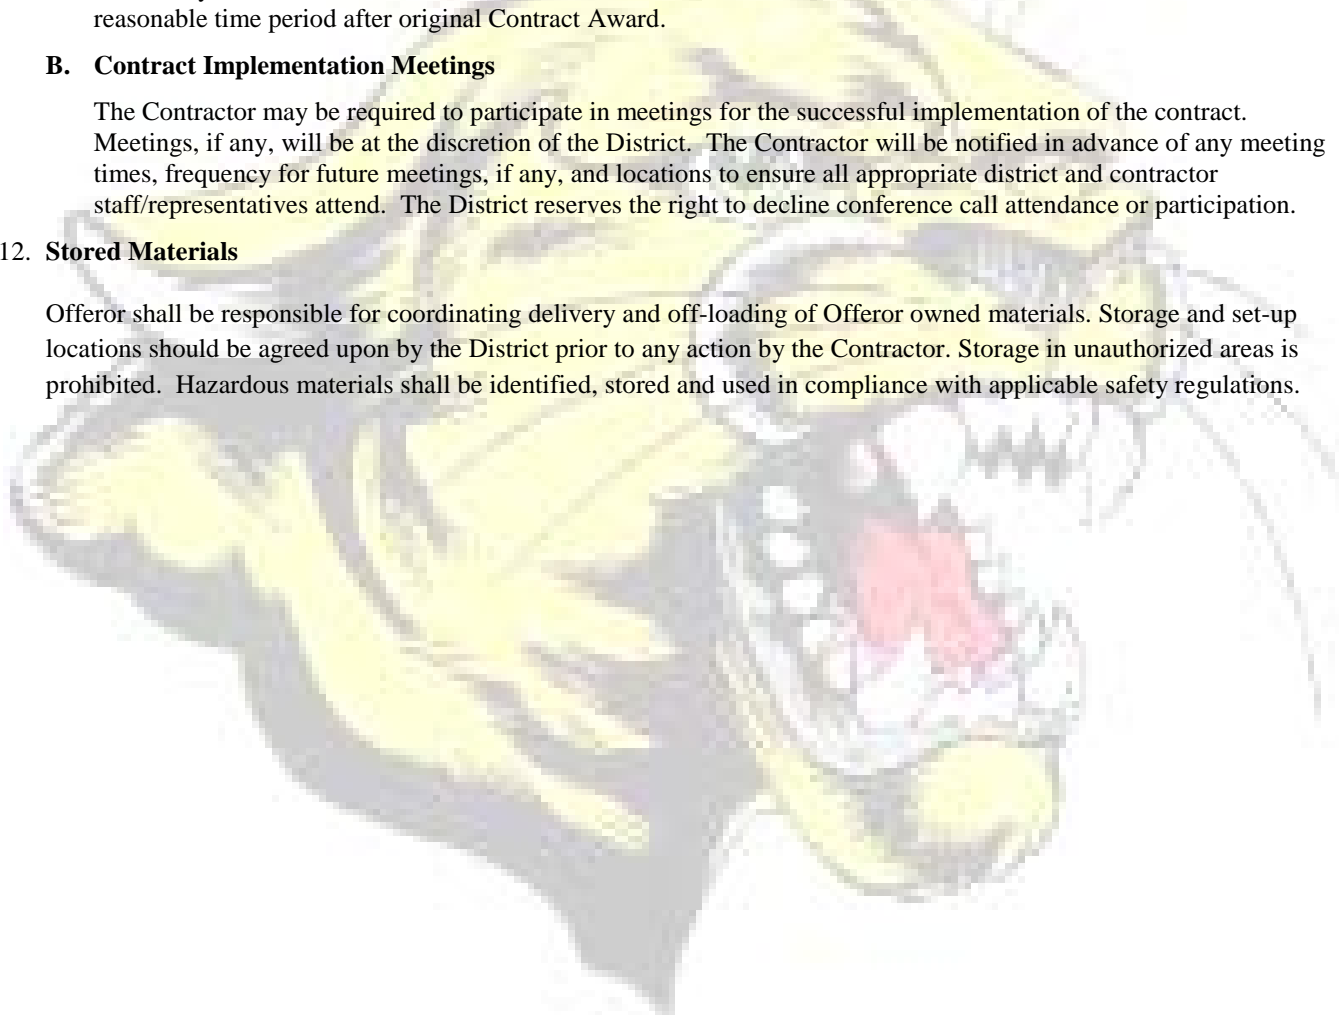 reasonable time period after original Contract Award.
B. Contract Implementation Meetings
The Contractor may be required to participate in meetings for the successful implementation of the contract.
Meetings, if any, will be at the discretion of the District. The Contractor will be notified in advance of any meeting
times, frequency for future meetings, if any, and locations to ensure all appropriate district and contractor
staff/representatives attend. The District reserves the right to decline conference call attendance or participation.
12. Stored Materials
Offeror shall be responsible for coordinating delivery and off-loading of Offeror owned materials. Storage and set-up
locations should be agreed upon by the District prior to any action by the Contractor. Storage in unauthorized areas is
prohibited. Hazardous materials shall be identified, stored and used in compliance with applicable safety regulations.